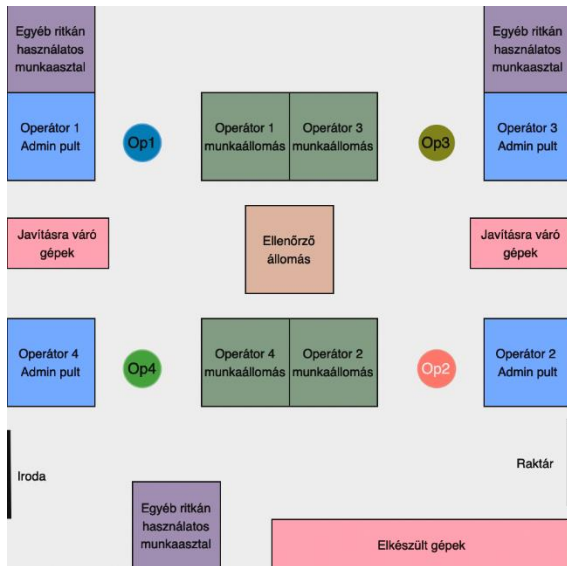 Egyéb ritkán
használatos
munkaasztal
Egyéb ritkán
használatos
munkaasztal
Operátor 1
Admin pult
Op1
Operátor 1
munkaállomás
Operátor 3
munkaállomás
Op3
Operátor 3
Admin pult
Javításra váró
gépek
Ellenőrző
állomás
Javításra váró
gépek
Operátor 4
Admin pult
Op4
Operátor 4
munkaállomás
Operátor 2
munkaállomás
Op2
Operátor 2
Admin pult
Iroda
Raktár
Egyéb ritkán
használatos
munkaasztal
Elkészült gépek